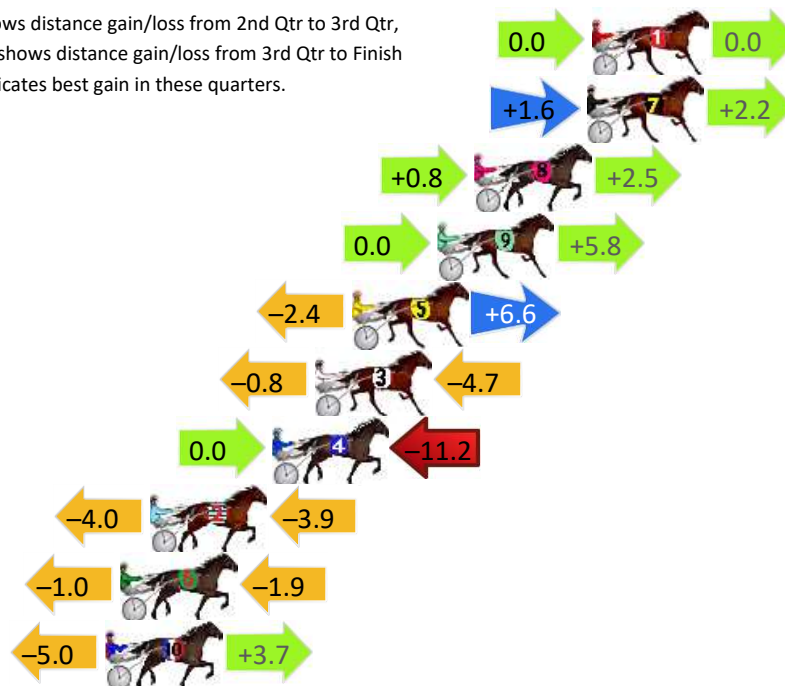 ows distance gain/loss from 2nd Qtr to 3rd Qtr,
shows distance gain/loss from 3rd Qtr to Finish
icates best gain in these quarters.
0.0 1 0.0
+1.6 7 +2.2
+0.8 8 +2.5
0.0 9 +5.8
–2.4 5 +6.6
–0.8 3 –4.7
0.0 4 –11.2
–4.0 2 –3.9
–1.0 6 –1.9
–5.0 10 +3.7